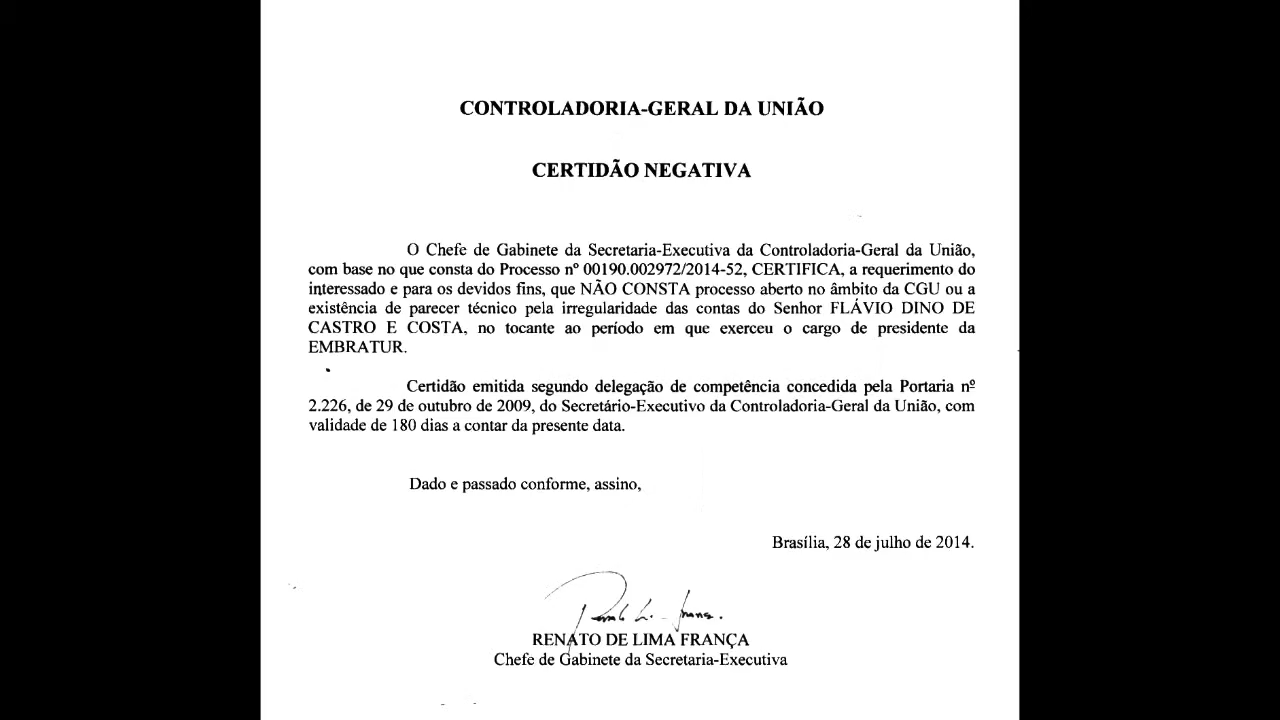 CONTROLADORIA-GERAL DA UNIÃO
CERTIDÃO NEGATIVA
O Chefe de Gabinete da Secretaria-Executiva da Controladoria-Geral da União,
com base no que consta do Processo nº 00190.002972/2014-52, CERTIFICA, a requerimento do
interessado e para os devidos fins, que NÃO CONSTA processo aberto no âmbito da CGU ou a
existência de parecer técnico pela irregularidade das contas do Senhor FLÁVIO DINO DE
CASTRO E COSTA, no tocante ao período em que exerceu o cargo de presidente da
EMBRATUR.
Certidão emitida segundo delegação de competência concedida pela Portaria nº
2.226, de 29 de outubro de 2009, do Secretário-Executivo da Controladoria-Geral da União, com
validade de 180 dias a contar da presente data.
Dado e passado conforme, assino,
Brasília, 28 de julho de 2014.
RENATO DE LIMA FRANÇA
Chefe de Gabinete da Secretaria-Executiva